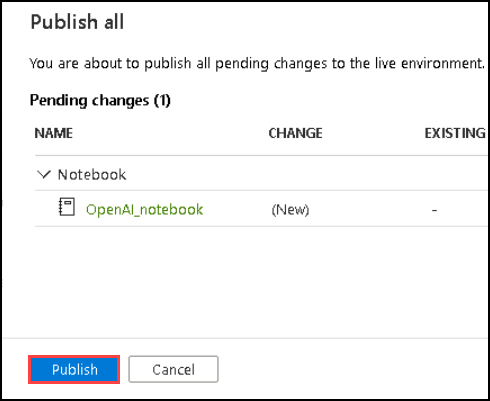 Publish all
You are about to publish all pending changes to the live environment.
Pending changes (1)
NAME CHANGE EXISTING
Notebook
OpenAI_notebook (New) -
Publish Cancel